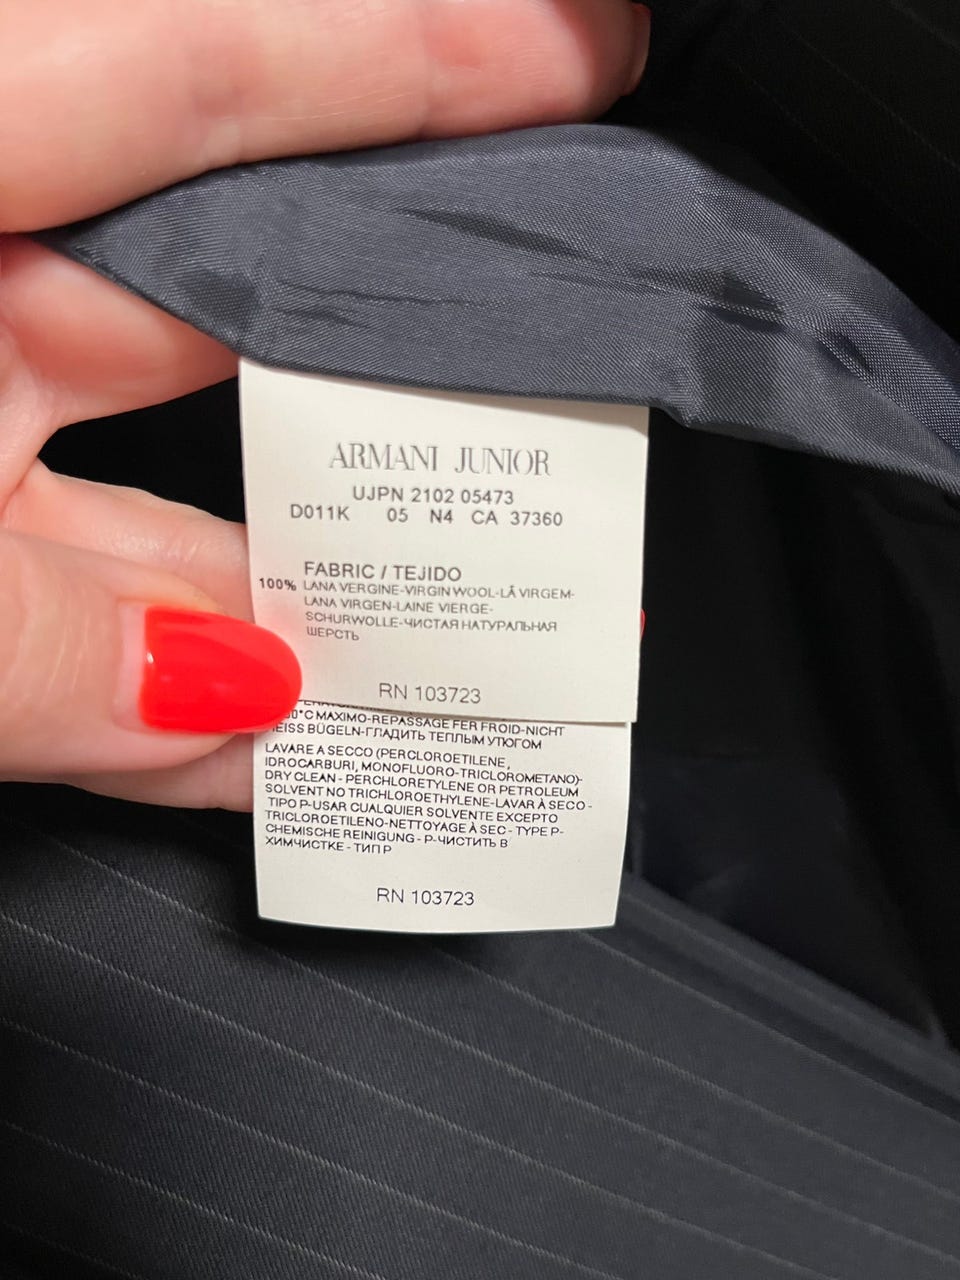 ARMANI JUNIOR
UJPN 2102 05473
D011K 05 N4 CA 37360
FABRIC / TEJIDO
100% LANA VERGINE-VIRGIN WOOL-LÃ VIRGEM-
LANA VIRGEN-LAINE VIERGE-
SCHURWOLLE-ЧИСТАЯ НАТУРАЛЬНАЯ
ШЕРСТЬ
RN 103723
MAXIMO-REPASSAGE FER FROID-NICHT
BÜGELN-ГЛАДИТЬ ТЕПЛЫМ УТЮГОМ
LAVARE A SECCO (PERCLOROETILENE,
IDROCARBURI, MONOFLUORO-TRICLOROMETANO)-
DRY CLEAN - PERCHLORETYLENE OR PETROLEUM
SOLVENT NO TRICHLOROETHYLENE-LAVAR À SECO -
TIPO P-USAR CUALQUIER SOLVENTE EXCEPTO
TRICLOROETILENO-NETTOYAGE À SEC - TYPE P-
CHEMISCHE REINIGUNG - P-ЧИСТИТЬ В
ХИМЧИСТКЕ - ТИП P
RN 103723